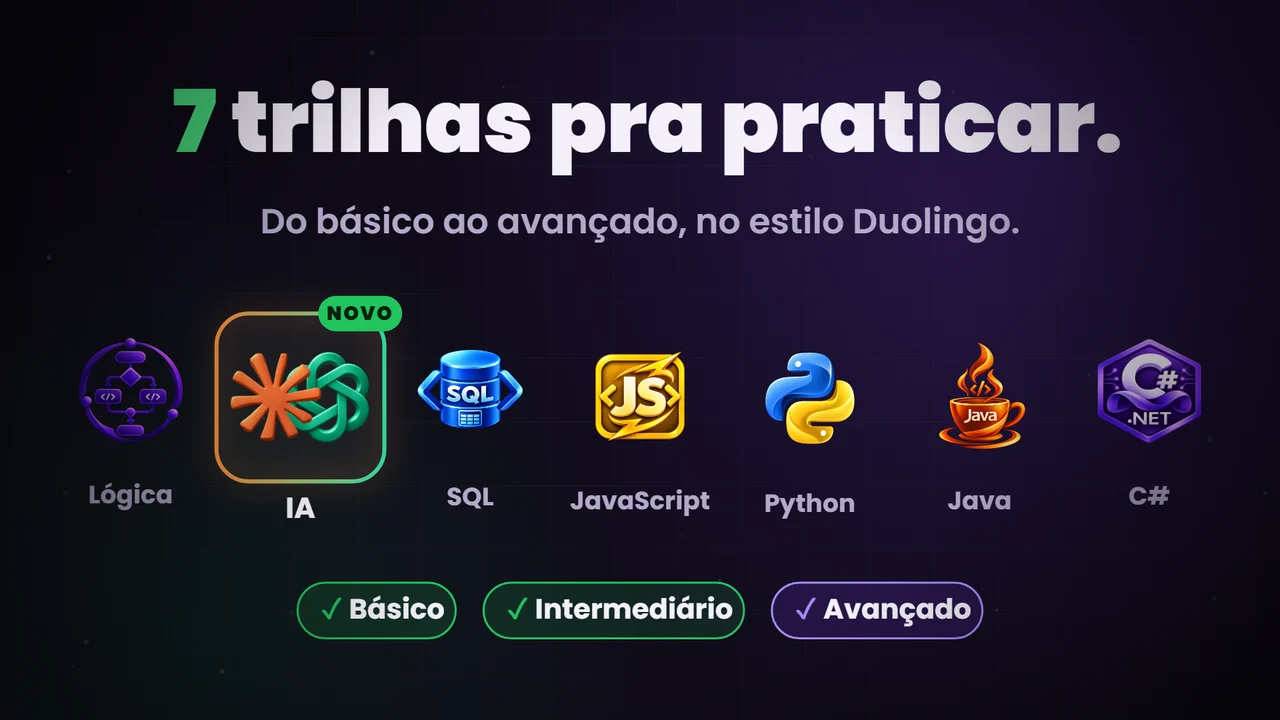 7 trilhas pra praticar.
Do básico ao avançado, no estilo Duolingo.
NOVO
</>
</>
SQL
JS
</>
Java
C#
.NET
Lógica
IA
SQL
JavaScript
Python
Java
C#
✓ Básico
✓ Intermediário
✓ Avançado